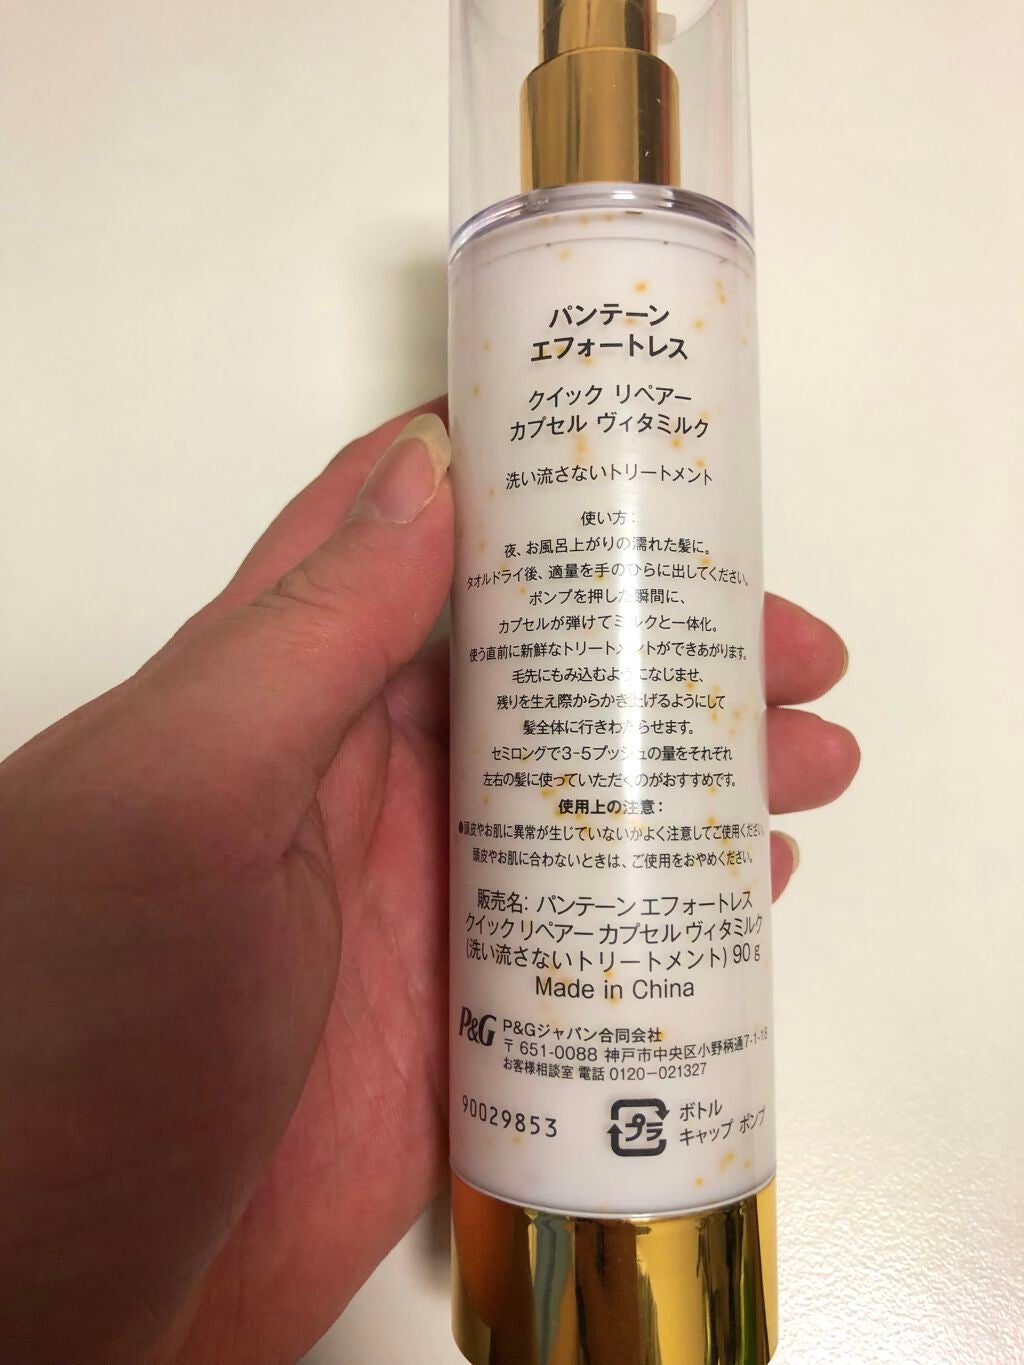 パンテーン
エフォートレス
クイック リペアー
カプセル ヴィタミルク
洗い流さないトリートメント
使い方：
夜、お風呂上がりの濡れた髪に。
タオルドライ後、適量を手のひらに出してください。
ポンプを押した瞬間に、
カプセルが弾けてミルクと一体化。
使う直前に新鮮なトリートメントができあがります。
毛先にもみ込むようになじませ、
残りを生え際からかき上げるようにして
髪全体に行きわたらせます。
セミロングで3-5プッシュの量をそれぞれ
左右の髪に使っていただくのがおすすめです。
使用上の注意：
●頭皮やお肌に異常が生じていないかよく注意してご使用ください。
頭皮やお肌に合わないときは、ご使用をおやめください。
販売名: パンテーン エフォートレス
クイック リペアー カプセル ヴィタミルク
(洗い流さないトリートメント) 90g
Made in China
P&G P&Gジャパン合同会社
〒651-0088 神戸市中央区小野柄通7-1-18
お客様相談室 電話 0120-021327
90029853
プラ ボトル
キャップ ポンプ